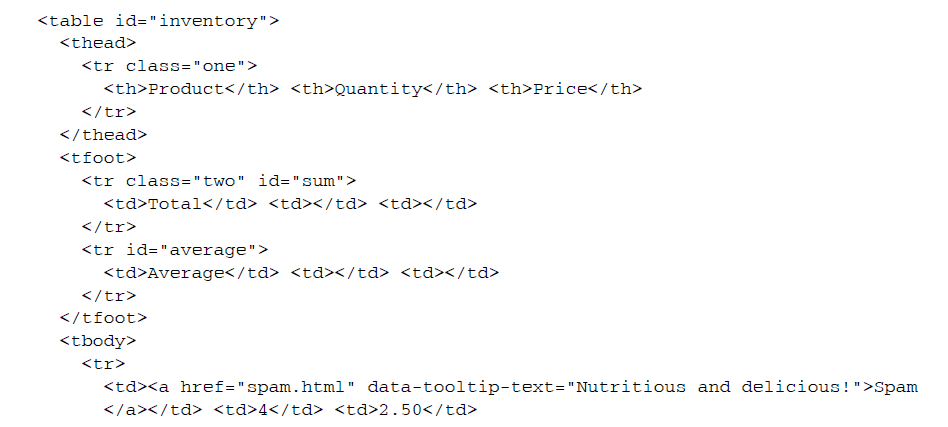 <table id="inventory">
<thead>
<tr class="one">
<th>Product</th> <th>Quantity</th> <th>Price</th>
</tr>
</thead>
<tfoot>
<tr class="two" id="sum">
<td>Total</td> <td></td> <td></td>
</tr>
<tr id="average">
<td>Average</td> <td></td> <td></td>
</tr>
</tfoot>
<tbody>
<tr>
<td><a href="spam.html" data-tooltip-text="Nutritious and delicious!">Spam
</a></td> <td>4</td> <td>2.50</td>